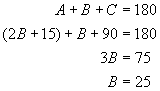 A + B + C = 180
(2B + 15) + B + 90 = 180
3B = 75
B = 25